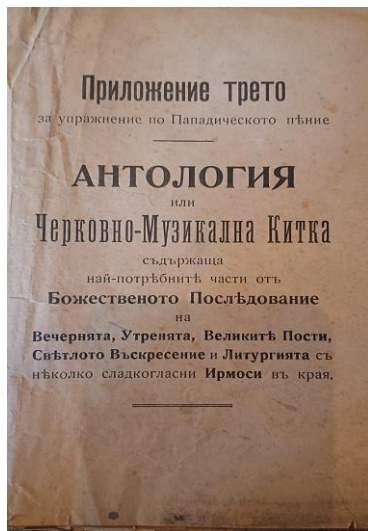 Приложение трето
за упражнение по Пападическото пѣние
АНТОЛОГИЯ
или
Черковно-Музикална Китка
съдържаща
най-потрѣбнитѣ части отъ
Божественото Послѣдование
на
Вечернята, Утренята, Великитѣ Пости,
Свѣтлото Въскресение и Литургията съ
нѣколко сладкогласни Ирмоси въ края.